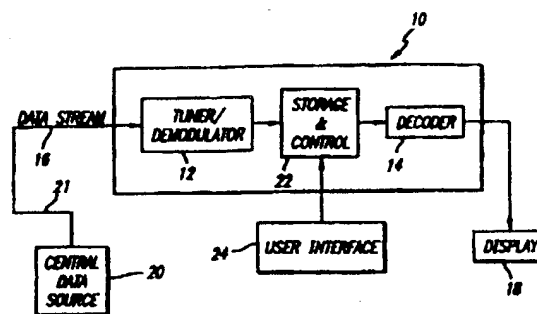 10
DATA STREAM
16
TUNER/
DEMODULATOR
12
STORAGE
&
CONTROL
22
DECODER
14
21
CENTRAL
DATA
SOURCE
20
24
USER INTERFACE
DISPLAY
18